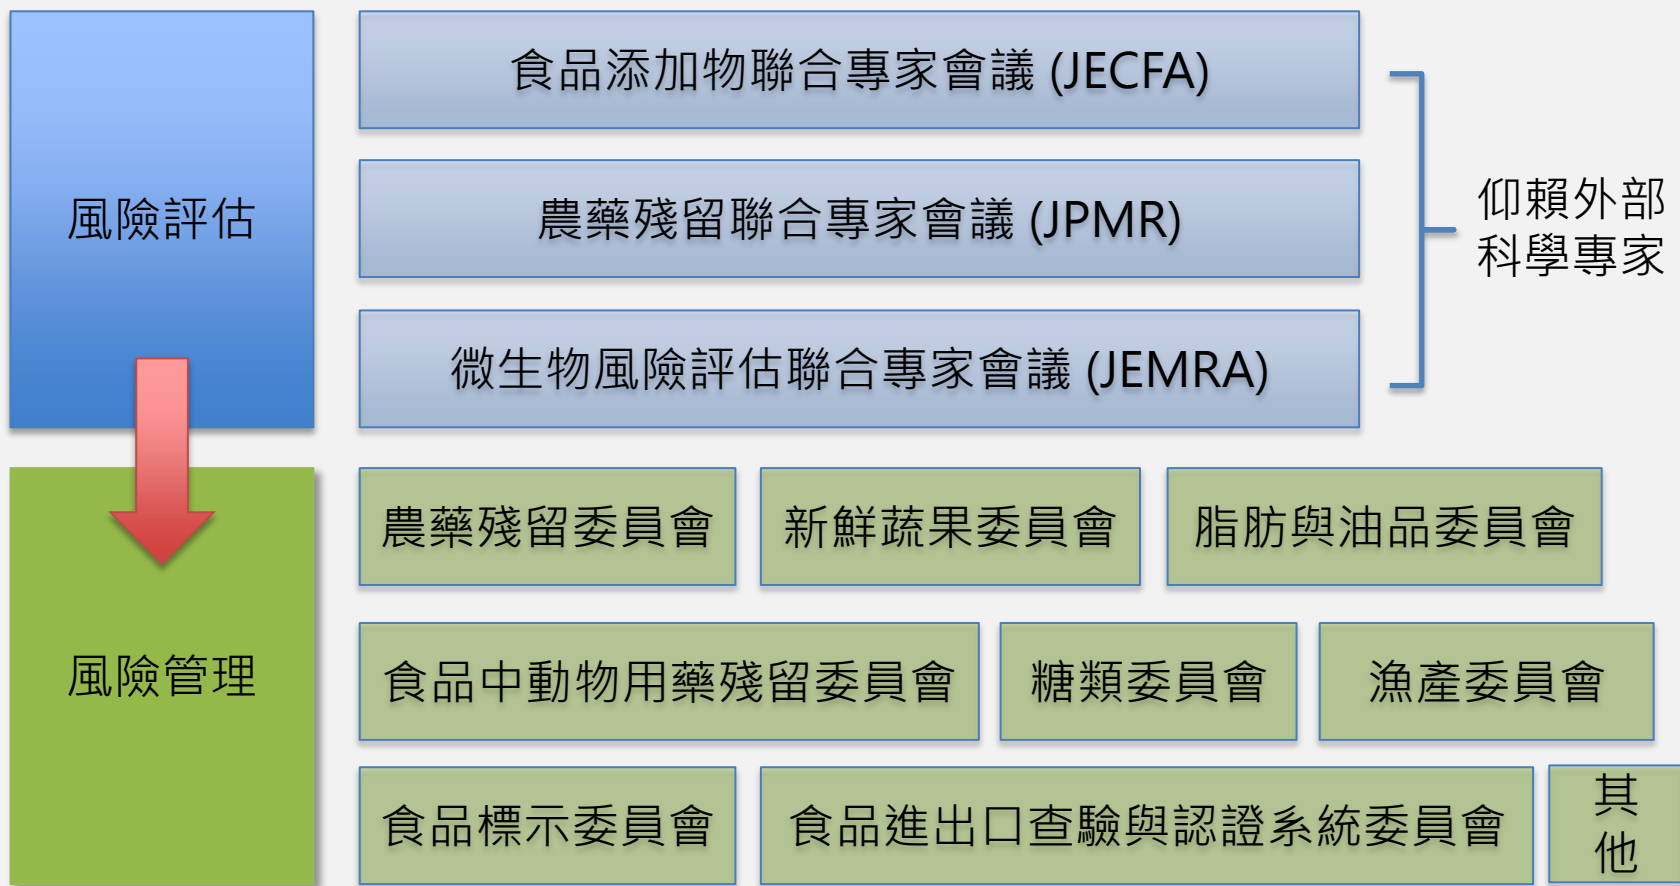 風險評估
食品添加物聯合專家會議 (JECFA)
農藥殘留聯合專家會議 (JPMR)
微生物風險評估聯合專家會議 (JEMRA)
仰賴外部
科學專家
風險管理
農藥殘留委員會
新鮮蔬果委員會
脂肪與油品委員會
食品中動物用藥殘留委員會
糖類委員會
漁產委員會
食品標示委員會
食品進出口查驗與認證系統委員會
其
他